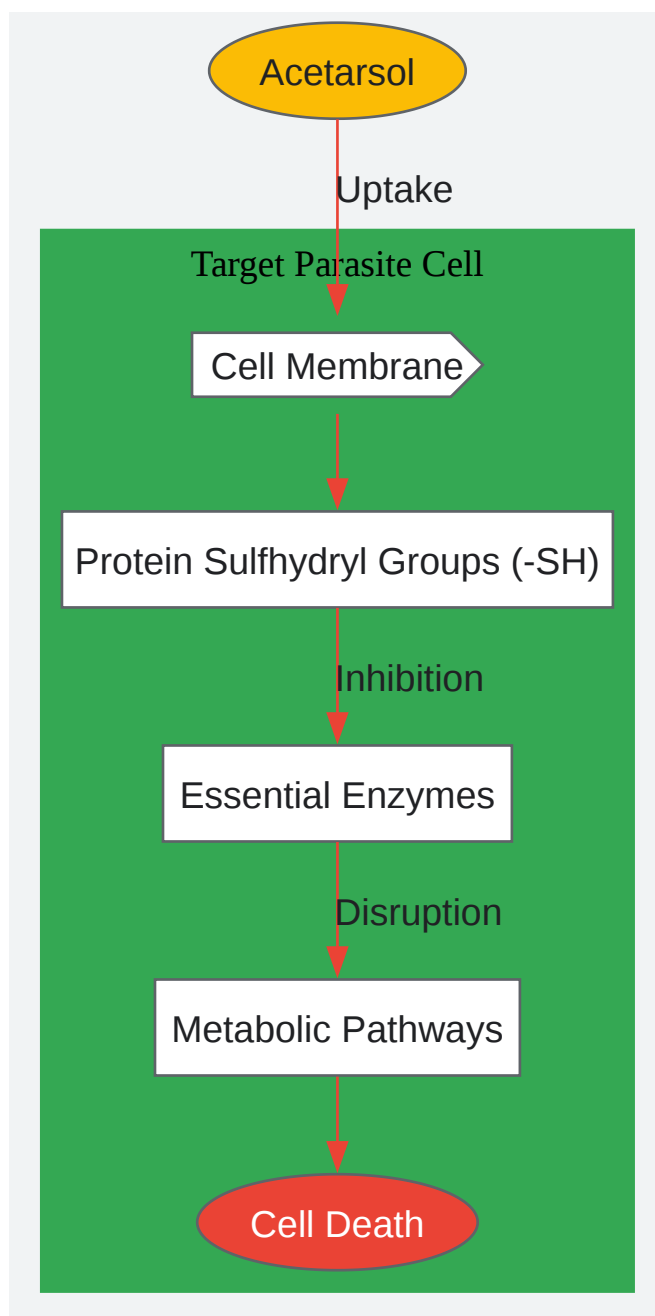 Acetarsol
Uptake
Target Parasite Cell
Cell Membrane
Protein Sulfhydryl Groups (-SH)
Inhibition
Essential Enzymes
Disruption
Metabolic Pathways
Cell Death